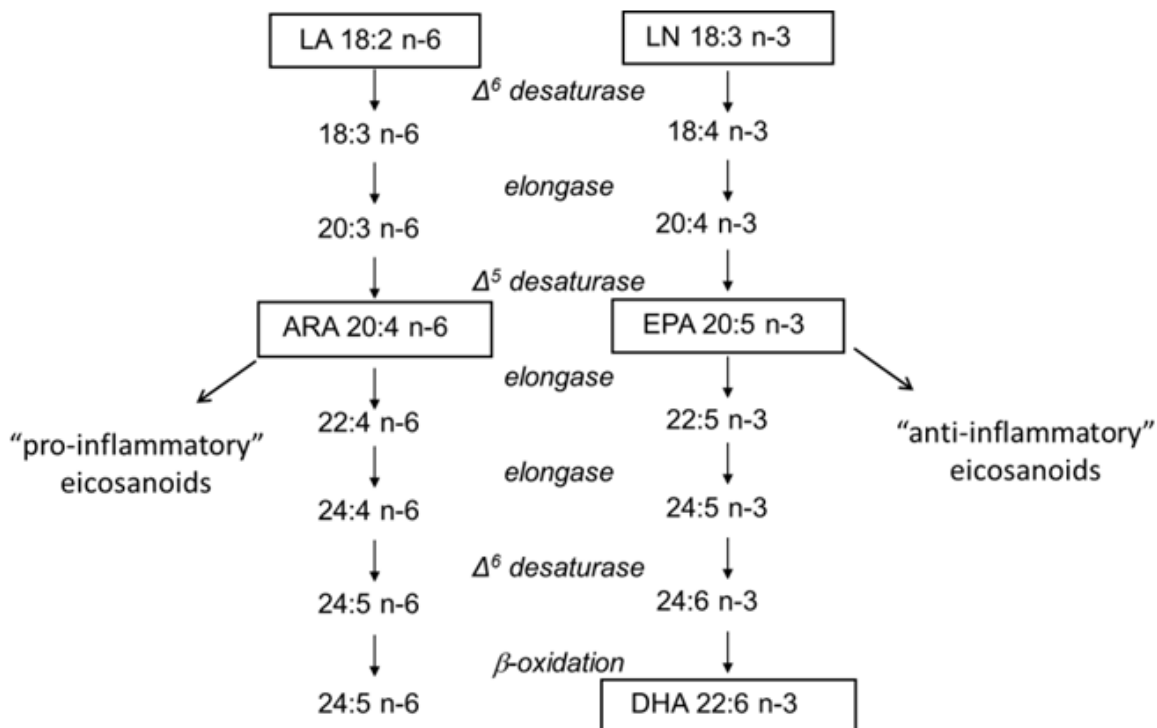 LA 18:2 n-6
LN 18:3 n-3
Δ⁶ desaturase
18:3 n-6
18:4 n-3
elongase
20:3 n-6
20:4 n-3
Δ⁵ desaturase
ARA 20:4 n-6
EPA 20:5 n-3
elongase
22:4 n-6
22:5 n-3
“pro-inflammatory”
eicosanoids
“anti-inflammatory”
eicosanoids
elongase
24:4 n-6
24:5 n-3
Δ⁶ desaturase
24:5 n-6
24:6 n-3
β-oxidation
24:5 n-6
DHA 22:6 n-3